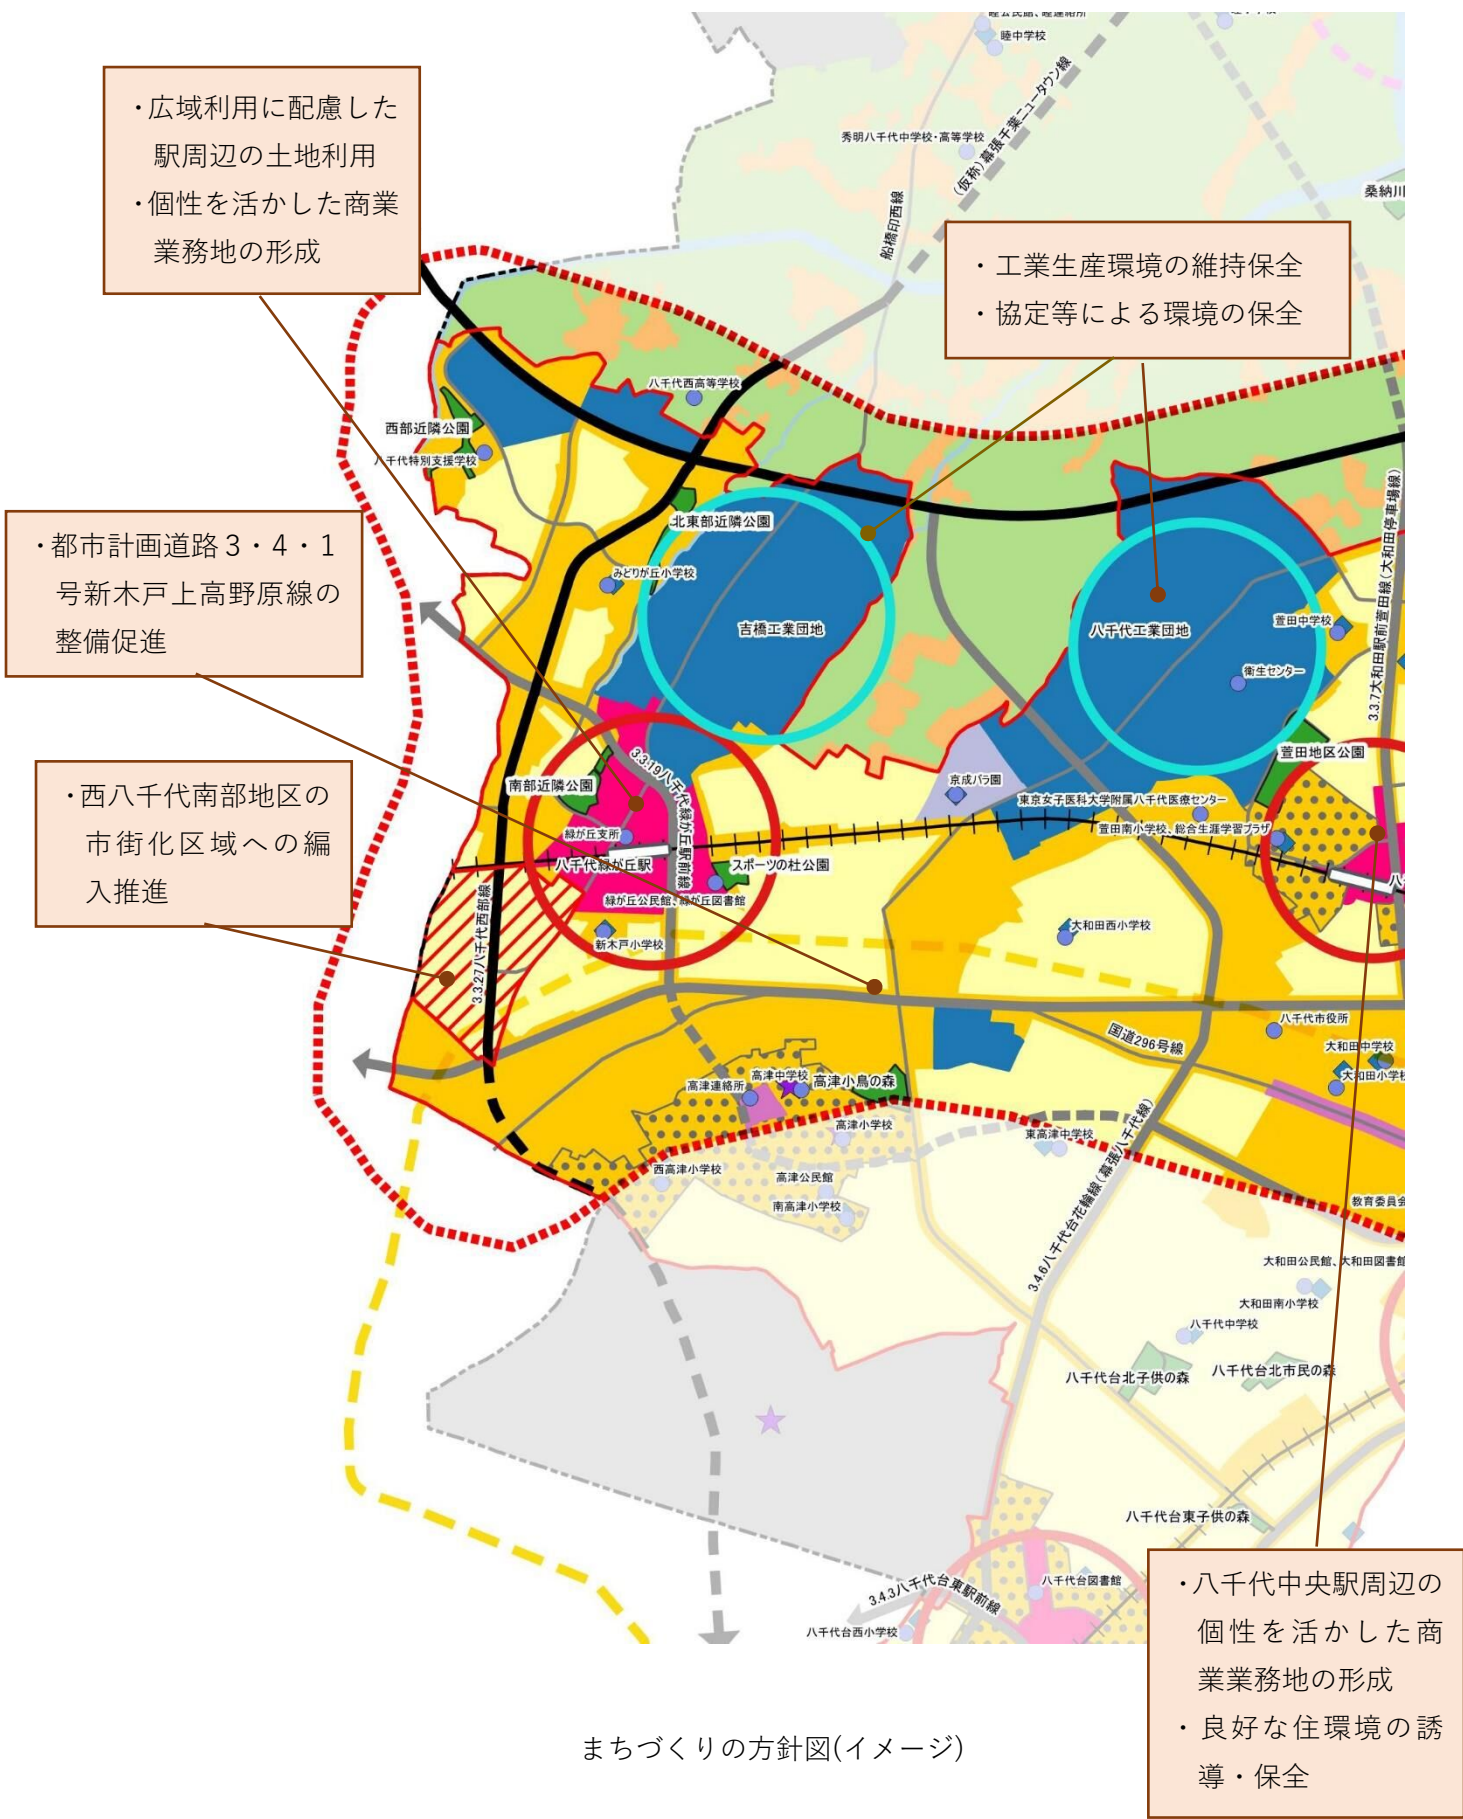 睦中学校
・広域利用に配慮した
駅周辺の土地利用
・個性を活かした商業
業務地の形成
(仮称)幕張千葉ニュータウン線
秀明八千代中学校・高等学校
桑納川
船橋印西線
・工業生産環境の維持保全
・協定等による環境の保全
八千代西高等学校
西部近隣公園
八千代特別支援学校
北東部近隣公園
3.3.7大和田駅前萱田線(大和田停車場線)
・都市計画道路3・4・1
号新木戸上高野原線の
整備促進
みどりが丘小学校
吉橋工業団地
八千代工業団地
萱田中学校
衛生センター
萱田地区公園
3.3.19八千代緑が丘駅前線
南部近隣公園
京成バラ園
東京女子医科大学附属八千代医療センター
・西八千代南部地区の
市街化区域への編
入推進
緑が丘支所
萱田南小学校、総合生涯学習プラザ
八千代緑が丘駅
スポーツの杜公園
緑が丘公民館、緑が丘図書館
新木戸小学校
大和田西小学校
3.3.27八千代西部線
八千代市役所
国道296号線
大和田中学校
大和田小学校
高津連絡所
高津中学校
高津小鳥の森
高津小学校
東高津中学校
西高津小学校
高津公民館
南高津小学校
教育委員会
3.4.6八千代台花輪線(幕張八千代線)
大和田公民館、大和田図書館
大和田南小学校
八千代中学校
八千代台北子供の森
八千代台北市民の森
八千代台東子供の森
3.4.3八千代台東駅前線
八千代台図書館
八千代台西小学校
・八千代中央駅周辺の
個性を活かした商
業業務地の形成
・良好な住環境の誘
導・保全
まちづくりの方針図(イメージ)